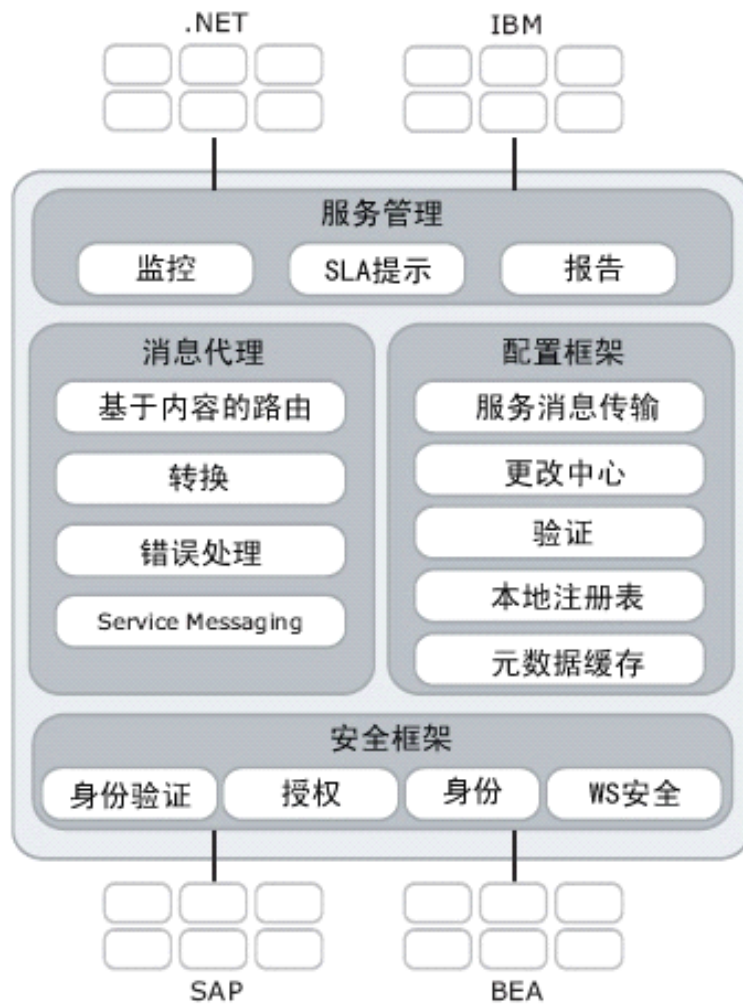 .NET
IBM
服务管理
监控
SLA提示
报告
消息代理
基于内容的路由
转换
错误处理
Service Messaging
配置框架
服务消息传输
更改中心
验证
本地注册表
元数据缓存
安全框架
身份验证
授权
身份
WS安全
SAP
BEA